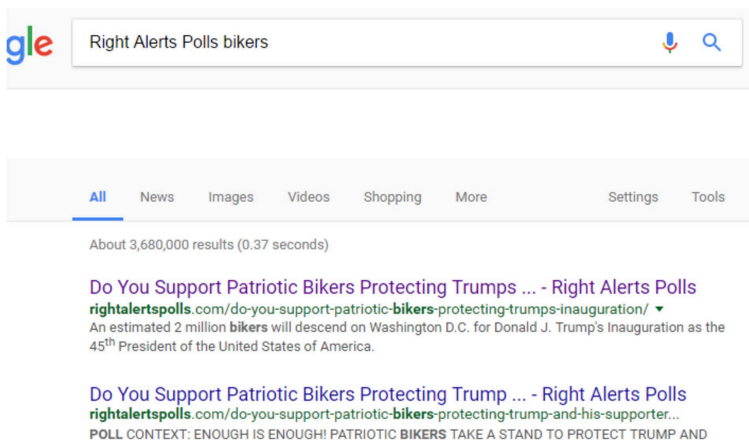 gle
Right Alerts Polls bikers
All News Images Videos Shopping More Settings Tools
About 3,680,000 results (0.37 seconds)
Do You Support Patriotic Bikers Protecting Trumps ... - Right Alerts Polls
rightalertspolls.com/do-you-support-patriotic-bikers-protecting-trumps-inauguration/
An estimated 2 million bikers will descend on Washington D.C. for Donald J. Trump's Inauguration as the
45th President of the United States of America.
Do You Support Patriotic Bikers Protecting Trump ... - Right Alerts Polls
rightalertspolls.com/do-you-support-patriotic-bikers-protecting-trump-and-his-supporter...
POLL CONTEXT: ENOUGH IS ENOUGH! PATRIOTIC BIKERS TAKE A STAND TO PROTECT TRUMP AND